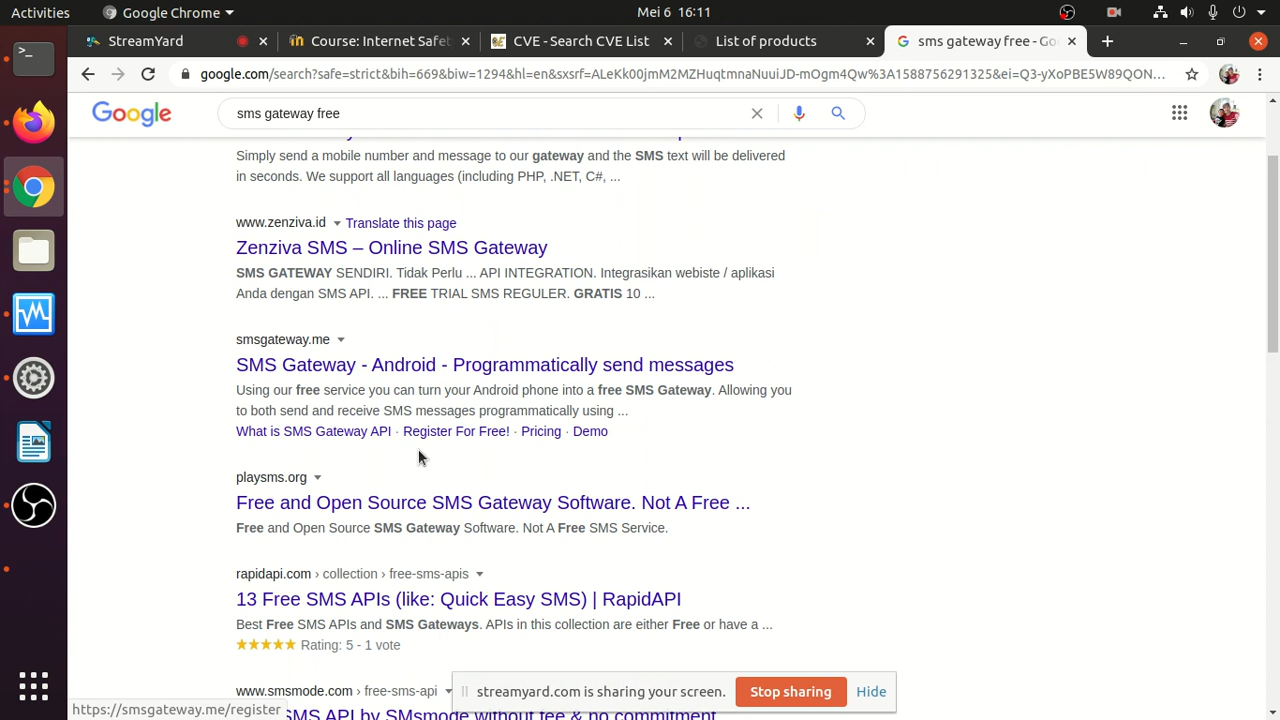 Activities
Google Chrome
Mei 6 16:11
StreamYard
Course: Internet Safet
CVE - Search CVE List
List of products
sms gateway free - Go
google.com/search?safe=strict&bih=669&biw=1294&hl=en&sxsrf=ALeKk00jmM2MZHuqtmnaNuuiJD-mOgm4Qw%3A1588756291325&ei=Q3-yXoPBE5W89QON...
Google
sms gateway free
Simply send a mobile number and message to our gateway and the SMS text will be delivered
in seconds. We support all languages (including PHP, .NET, C#, ...
www.zenziva.id Translate this page
Zenziva SMS – Online SMS Gateway
SMS GATEWAY SENDIRI. Tidak Perlu ... API INTEGRATION. Integrasikan webiste / aplikasi
Anda dengan SMS API. ... FREE TRIAL SMS REGULER. GRATIS 10 ...
smsgateway.me
SMS Gateway - Android - Programmatically send messages
Using our free service you can turn your Android phone into a free SMS Gateway. Allowing you
to both send and receive SMS messages programmatically using ...
What is SMS Gateway API · Register For Free! · Pricing · Demo
playsms.org
Free and Open Source SMS Gateway Software. Not A Free ...
Free and Open Source SMS Gateway Software. Not A Free SMS Service.
rapidapi.com › collection › free-sms-apis
13 Free SMS APIs (like: Quick Easy SMS) | RapidAPI
Best Free SMS APIs and SMS Gateways. APIs in this collection are either Free or have a ...
Rating: 5 - 1 vote
www.smsmode.com › free-sms-api
streamyard.com is sharing your screen.
Stop sharing
Hide
https://smsgateway.me/register
SMS API by SMsmode without fee & no commitment